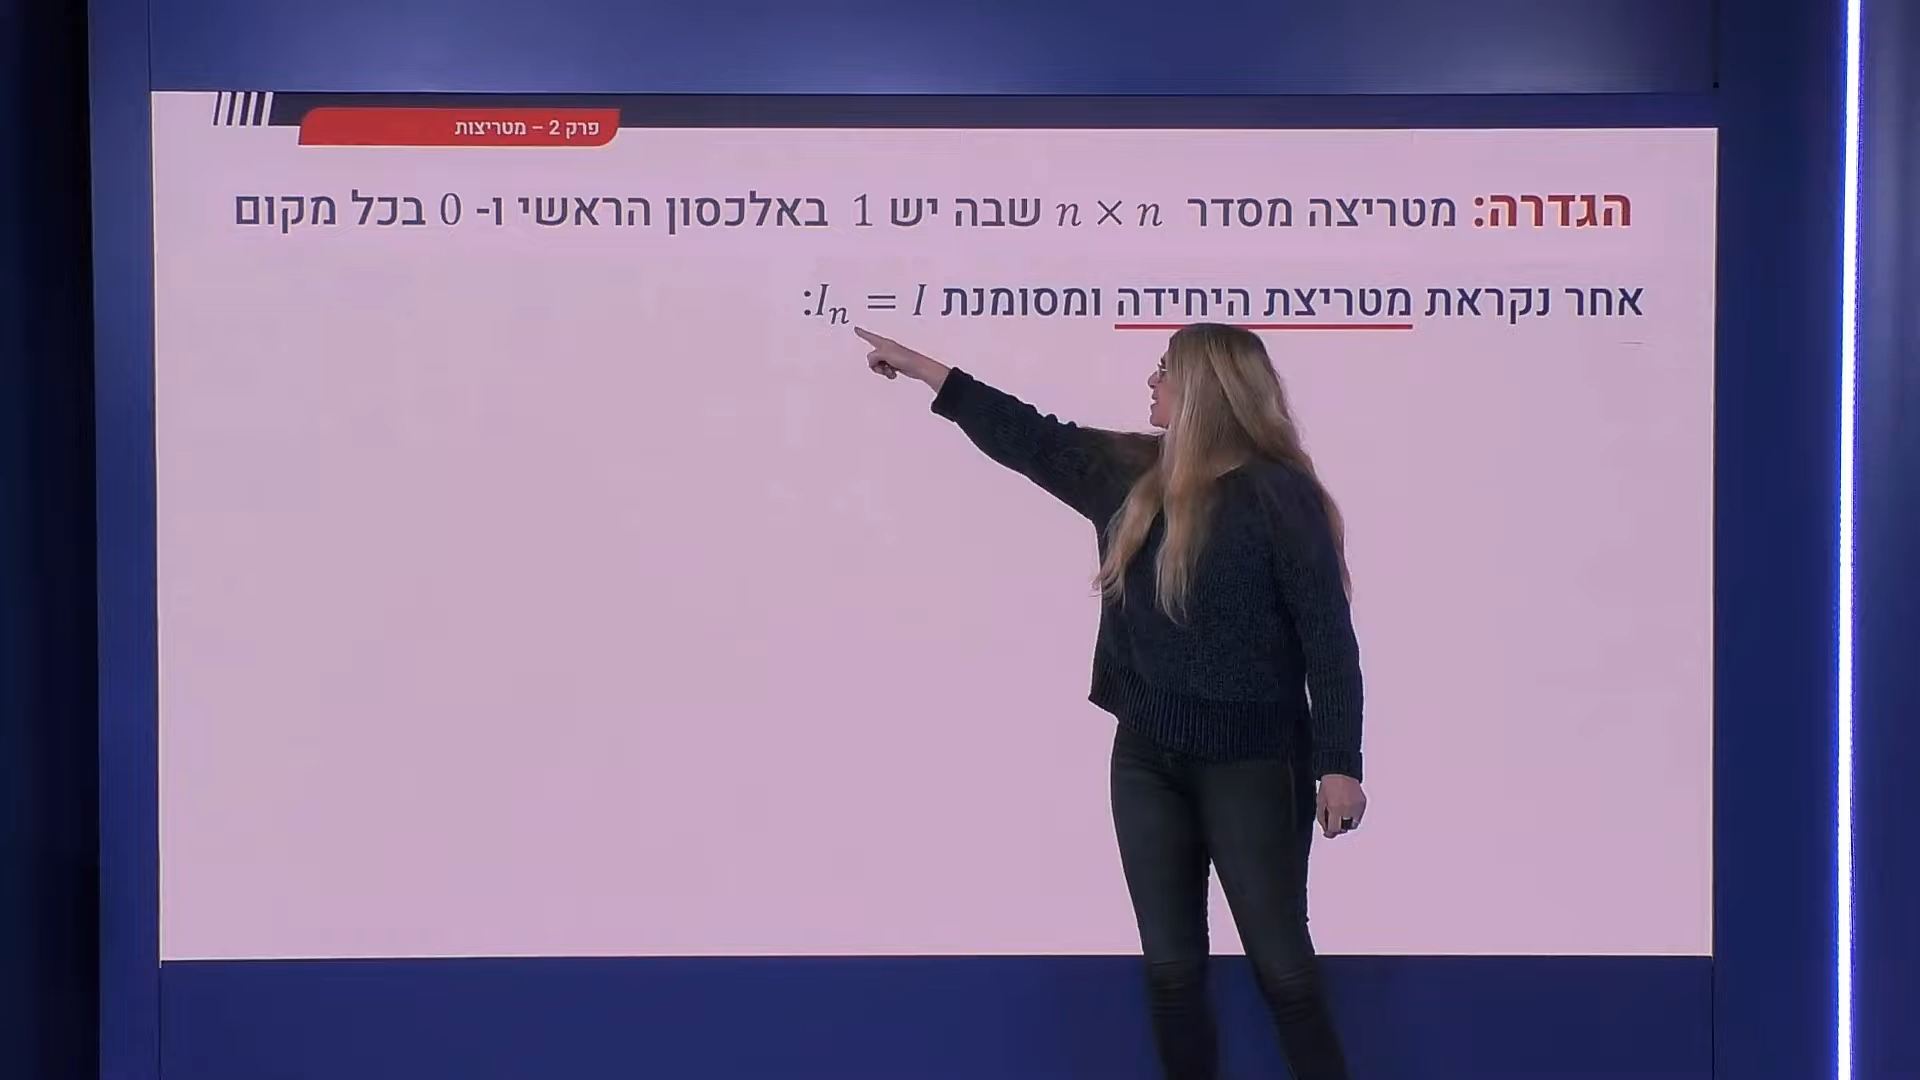 פרק 2 – מטריצות
הגדרה: מטריצה מסדר n × n שבה יש 1 באלכסון הראשי ו- 0 בכל מקום
אחר נקראת מטריצת היחידה ומסומנת I_n = I: